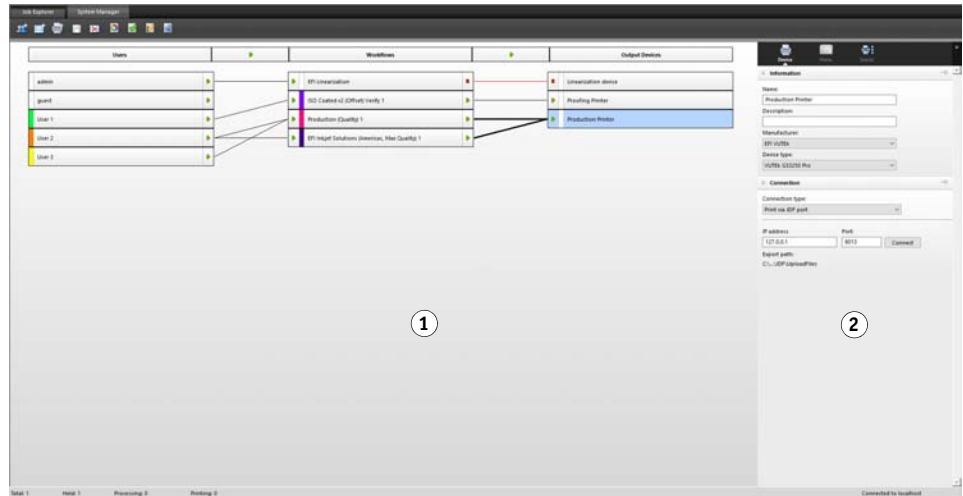 Job Explorer System Manager
Users Workflows Output Devices
admin EFI Linearization Linearization device
guest ISO Coated v2 (Offset) Verify 1 Proofing Printer
User 1 Production (Quality) 1 Production Printer
User 2 EFI Inkjet Solutions (Americas, Max Quality) 1
User 3
Device
Information
Name:
Production Printer
Description:
Manufacturer:
EFI VUTEk
Device type:
VUTEk GS3250 Pro
Connection
Connection type:
Print via JDF port
IP address Port
127.0.0.1 8010 Connect
Export path:
1
2
Total: 1 Held: 1 Processing: 0 Printing: 0 Connected to localhost